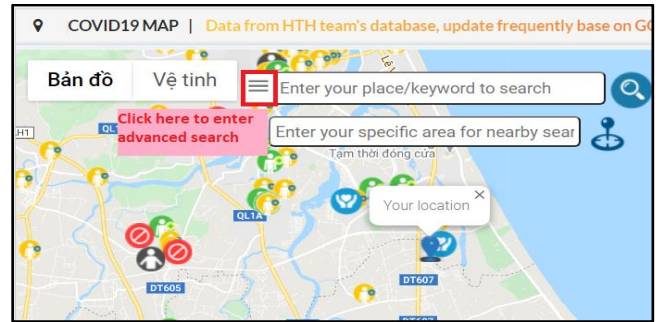 COVID19 MAP | Data from HTH team's database, update frequently base on GO
Bản đồ Vệ tinh
Enter your place/keyword to search
Click here to enter
advanced search
Enter your specific area for nearby sear
Tạm thời đóng cửa
Your location
QL1A
DT605
DT607